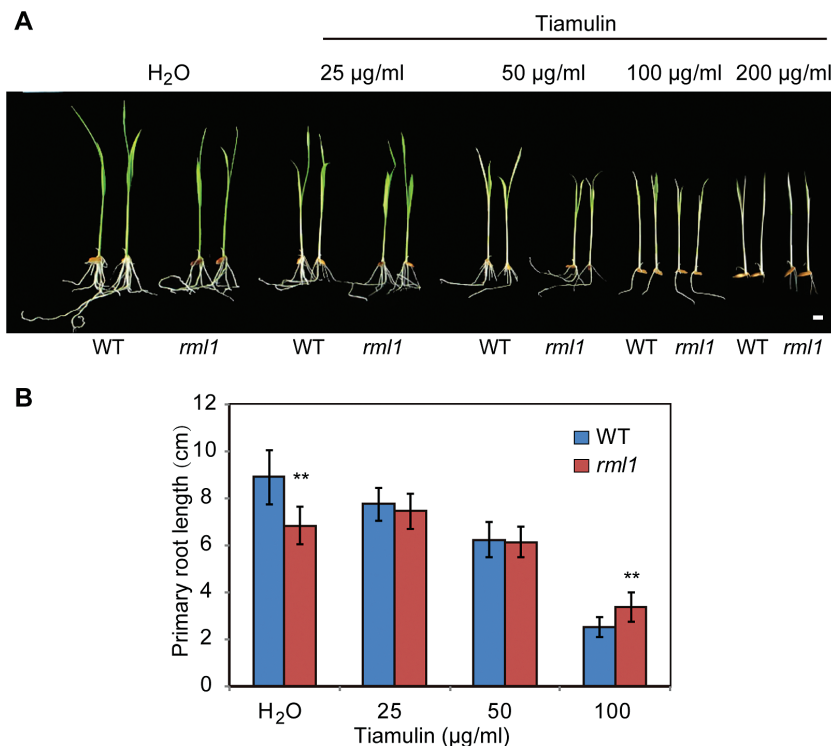 A
Tiamulin
H₂O 25 µg/ml 50 µg/ml 100 µg/ml 200 µg/ml
WT rml1 WT rml1 WT rml1 WT rml1 WT rml1
B
12
10
8
6
4
2
0
Primary root length (cm)
WT
rml1
**
**
H₂O 25 50 100
Tiamulin (µg/ml)